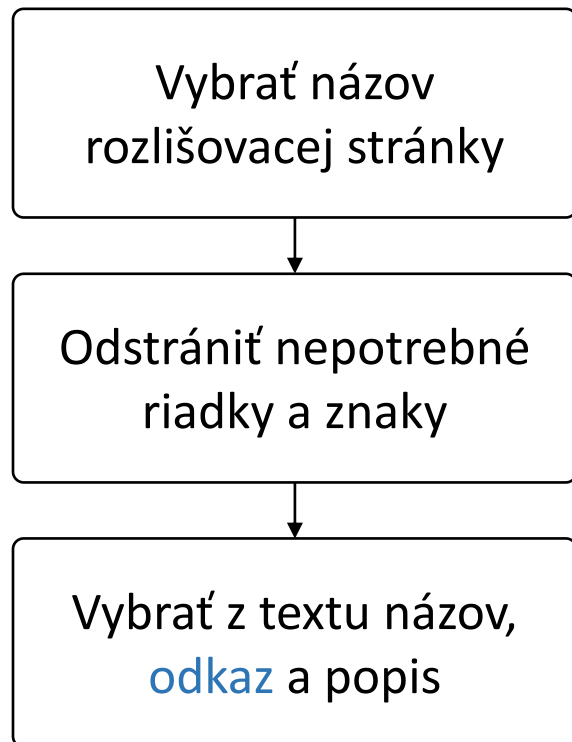 Vybrať názov
rozlišovacej stránky
Odstrániť nepotrebné
riadky a znaky
Vybrať z textu názov,
odkaz a popis